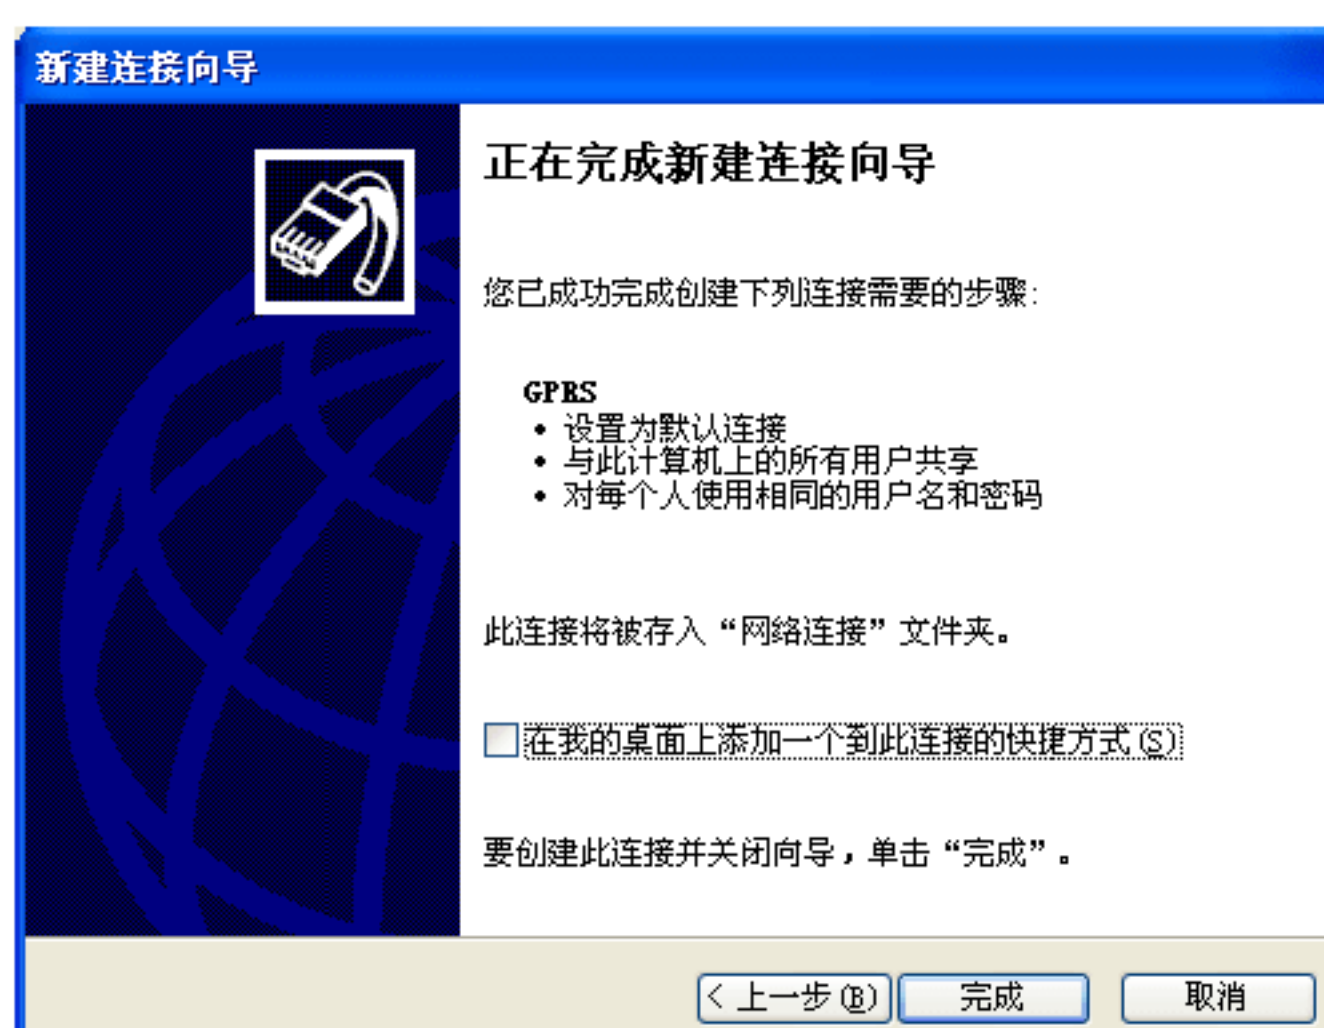 新建连接向导
正在完成新建连接向导
您已成功完成创建下列连接需要的步骤:
GPRS
• 设置为默认连接
• 与此计算机上的所有用户共享
• 对每个人使用相同的用户名和密码
此连接将被存入“网络连接”文件夹。
在我的桌面上添加一个到此连接的快捷方式(S)
要创建此连接并关闭向导，单击“完成”。
< 上一步(B) 完成 取消